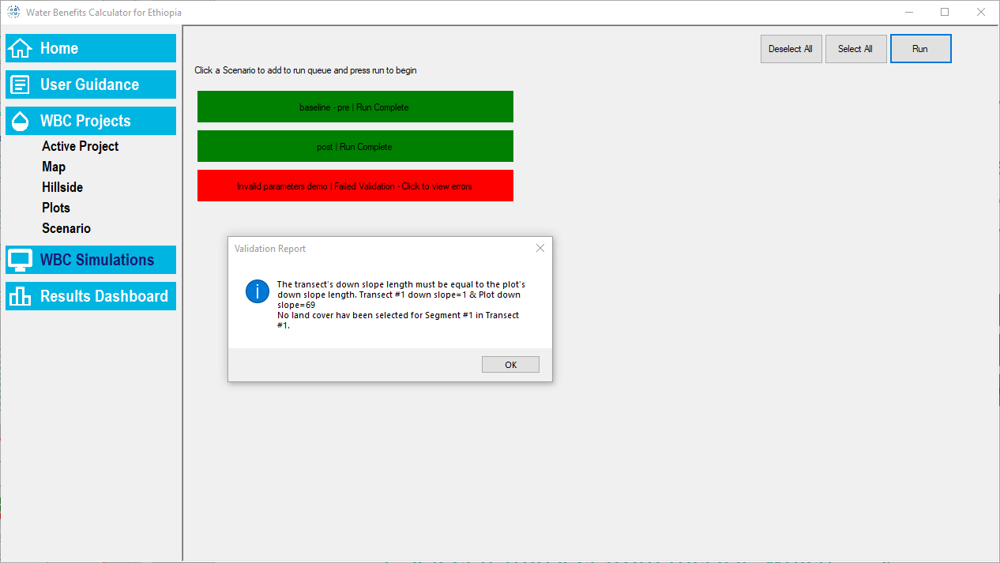 Water Benefits Calculator for Ethiopia
Home
User Guidance
WBC Projects
Active Project
Map
Hillside
Plots
Scenario
WBC Simulations
Results Dashboard
Deselect All
Select All
Run
Click a Scenario to add to run queue and press run to begin
baseline - pre | Run Complete
post | Run Complete
Invalid parameters demo | Failed Validation - Click to view errors
Validation Report
The transect's down slope length must be equal to the plot's
down slope length. Transect #1 down slope=1 & Plot down
slope=69
No land cover hav been selected for Segment #1 in Transect
#1.
OK